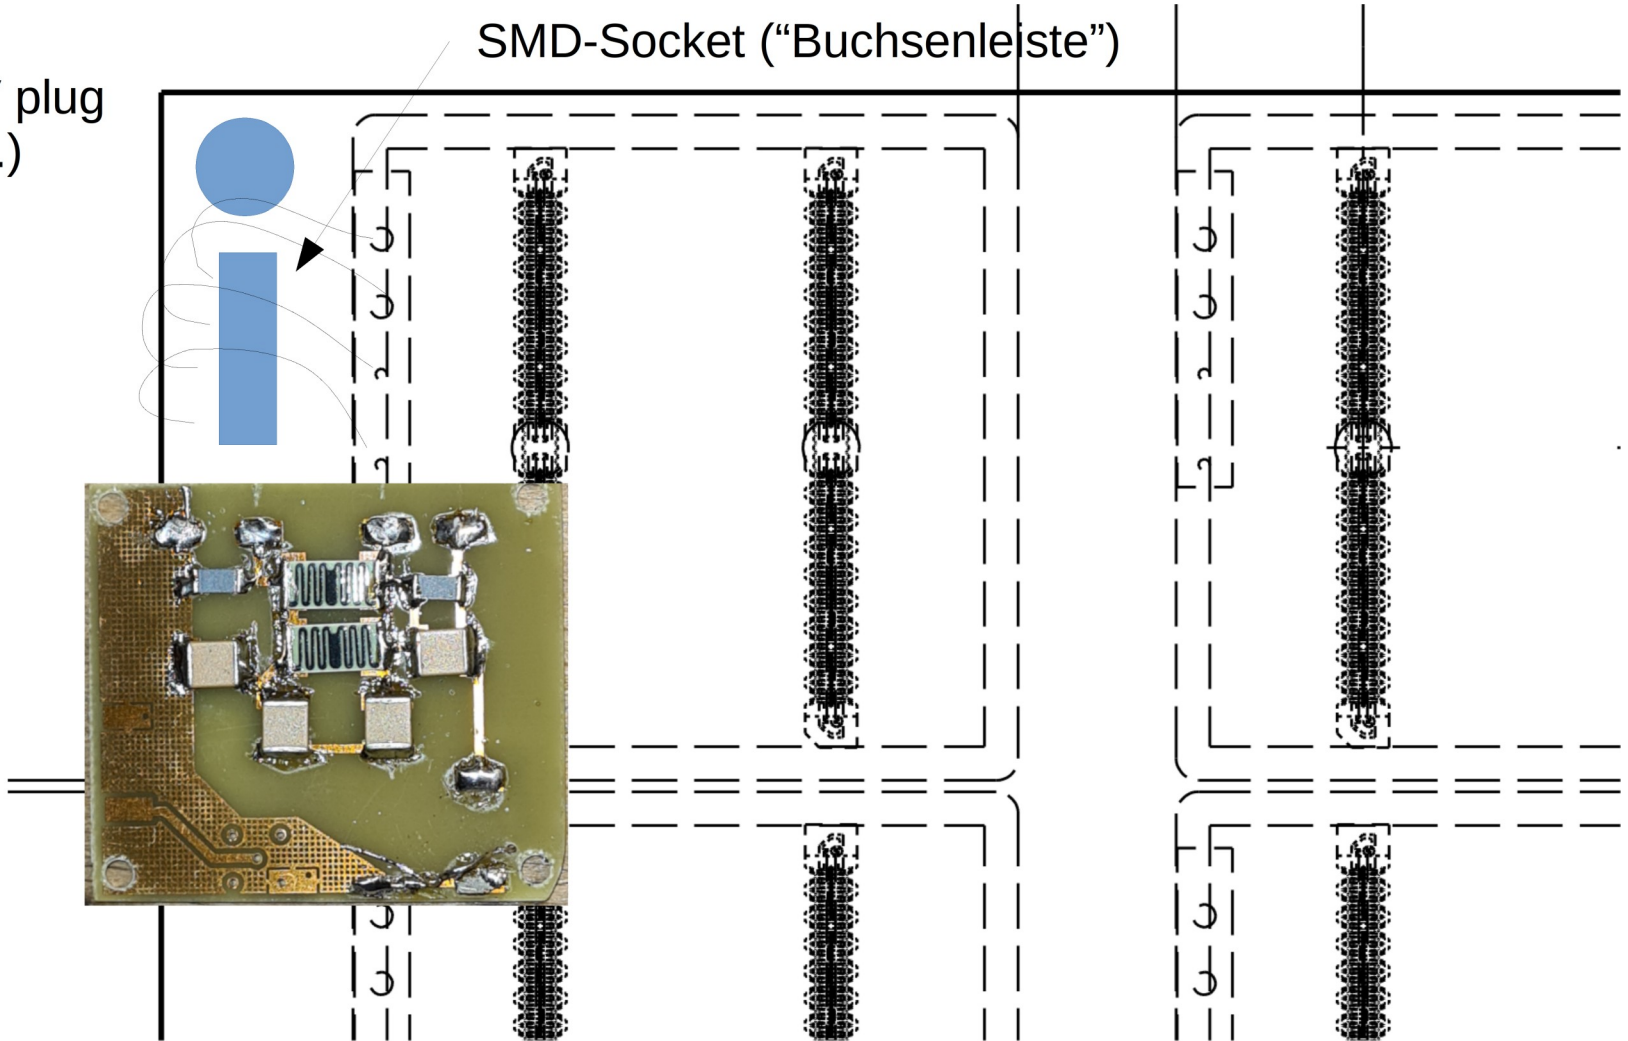 SMD-Socket (“Buchsenleiste”)
plug
.)